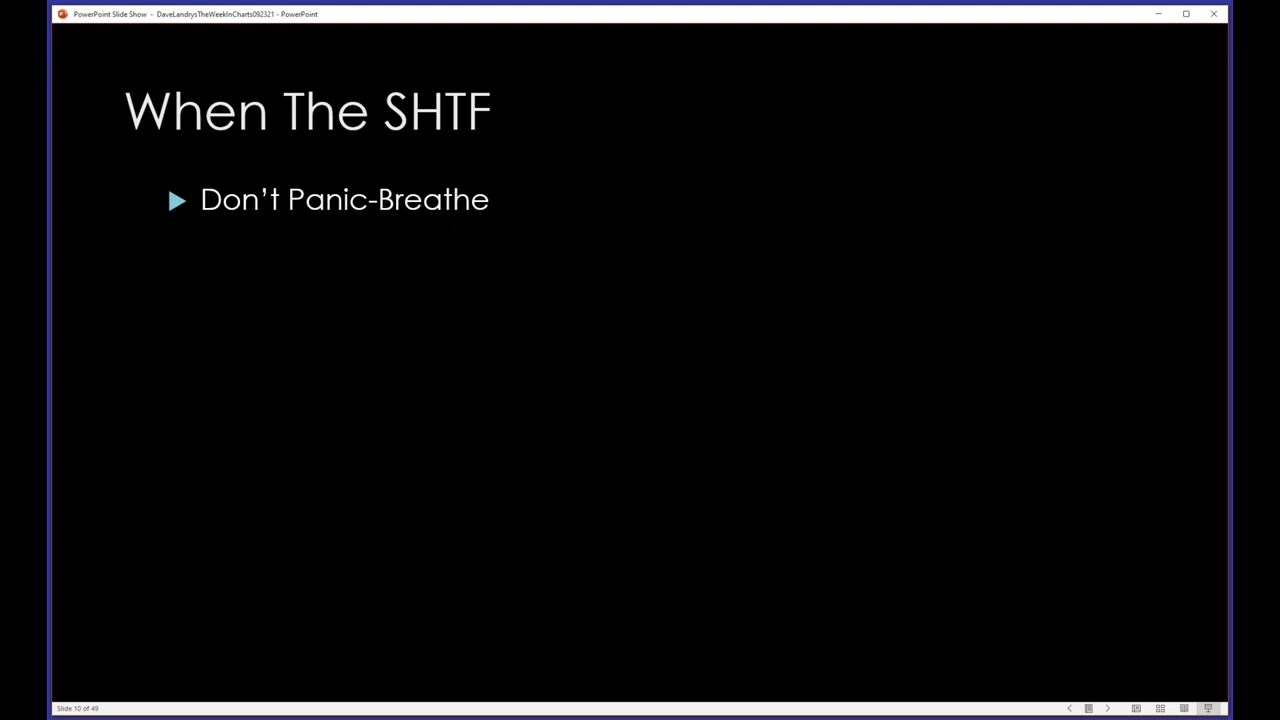 PowerPoint Slide Show - DaveLandrysTheWeekInCharts092321 - PowerPoint
When The SHTF
Don’t Panic-Breathe
Slide 10 of 49